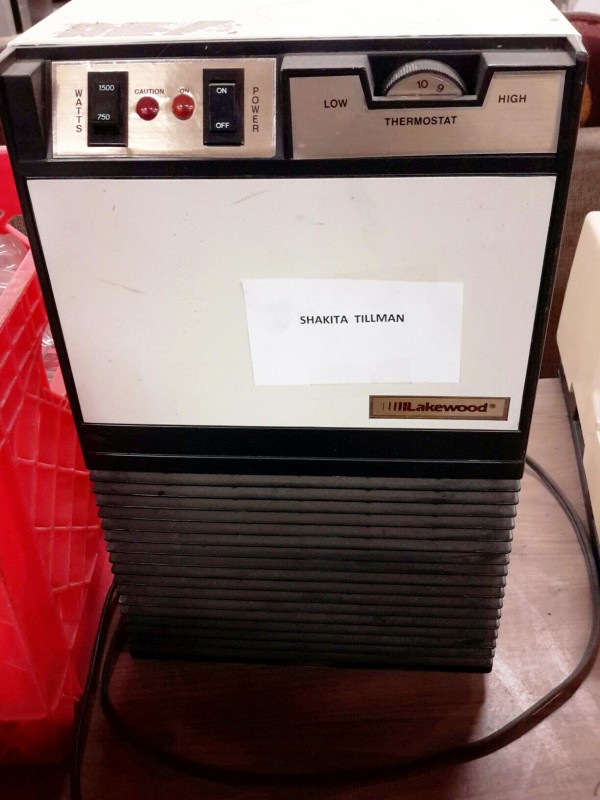 WATTS
1500
750
CAUTION
ON
ON
OFF
POWER
LOW
10 9
HIGH
THERMOSTAT
SHAKITA TILLMAN
Lakewood®